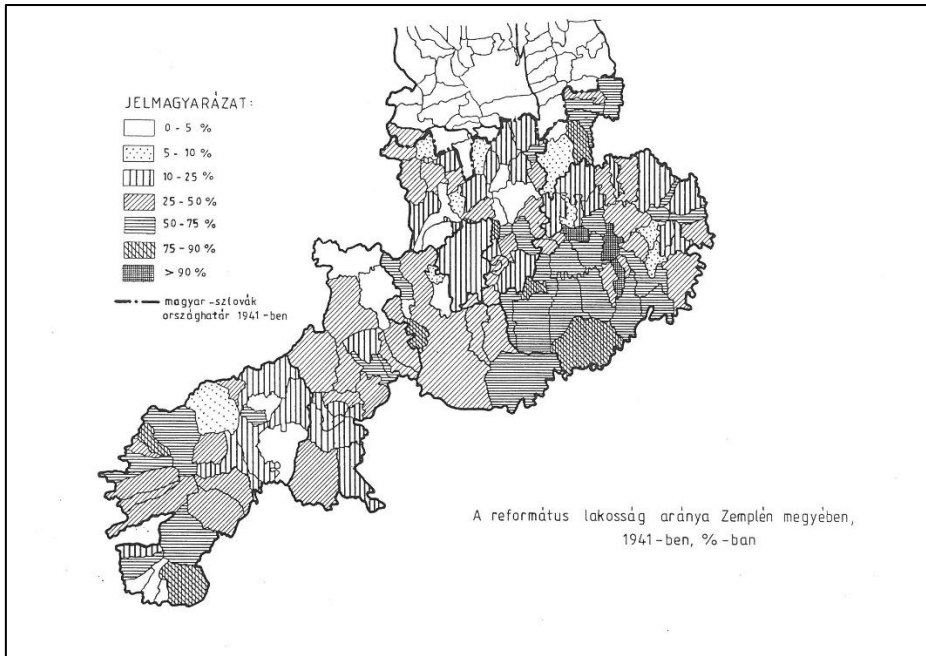 JELMAGYARÁZAT:
0 - 5 %
5 - 10 %
10 - 25 %
25 - 50 %
50 - 75 %
75 - 90 %
> 90 %
magyar-szlovák
országhatár 1941-ben
A református lakosság aránya Zemplén megyében,
1941-ben, %-ban